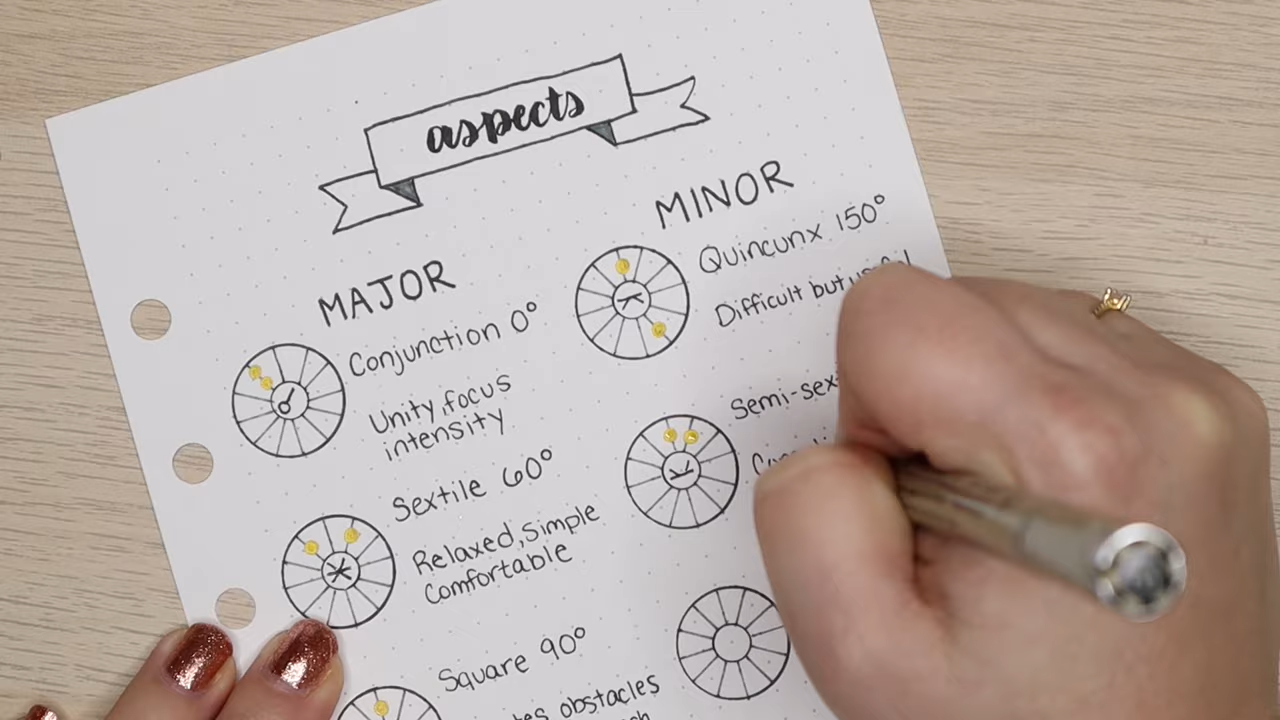 aspects
MAJOR
Conjunction 0°
Unity, focus
intensity
Sextile 60°
Relaxed, Simple
Comfortable
Square 90°
obstacles
MINOR
Quincunx 150°
Difficult but
Semi-sex